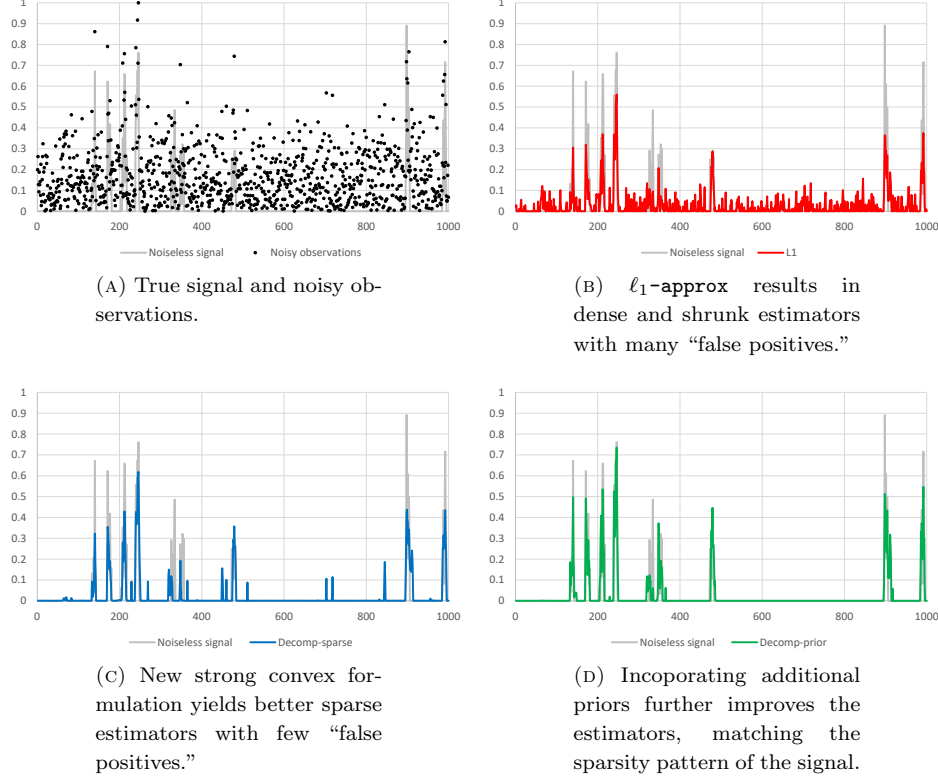 1
0.9
0.8
0.7
0.6
0.5
0.4
0.3
0.2
0.1
0
0 200 400 600 800 1000
Noiseless signal Noisy observations
(A) True signal and noisy ob-
servations.
1
0.9
0.8
0.7
0.6
0.5
0.4
0.3
0.2
0.1
0
0 200 400 600 800 1000
Noiseless signal L1
(B) ℓ1-approx results in
dense and shrunk estimators
with many “false positives.”
1
0.9
0.8
0.7
0.6
0.5
0.4
0.3
0.2
0.1
0
0 200 400 600 800 1000
Noiseless signal Decomp-sparse
(C) New strong convex for-
mulation yields better sparse
estimators with few “false
positives.”
1
0.9
0.8
0.7
0.6
0.5
0.4
0.3
0.2
0.1
0
0 200 400 600 800 1000
Noiseless signal Decomp-prior
(D) Incoporating additional
priors further improves the
estimators, matching the
sparsity pattern of the signal.